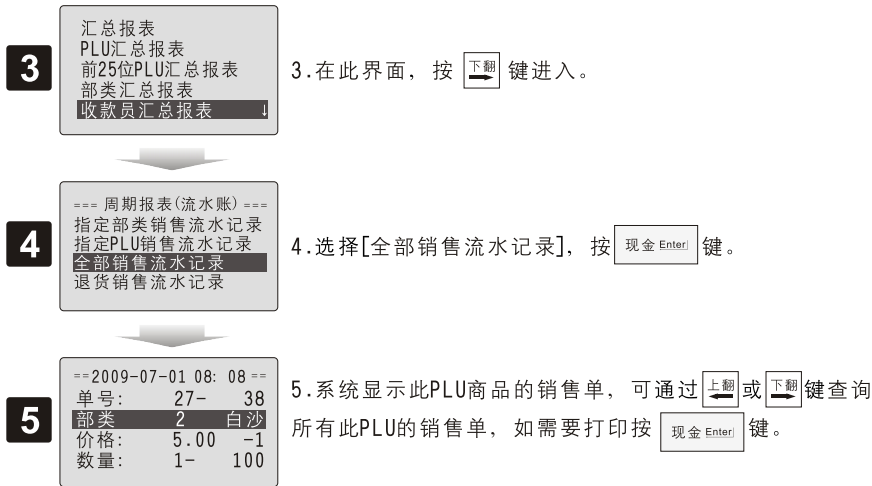 汇总报表
PLU汇总报表
前25位PLU汇总报表
部类汇总报表
收款员汇总报表 ↓
3
3.在此界面，按 下翻 键进入。
=== 周期报表(流水账) ===
指定部类销售流水记录
指定PLU销售流水记录
全部销售流水记录
退货销售流水记录
4
4.选择[全部销售流水记录]，按 现金 Enter 键。
==2009-07-01 08: 08 ==
单号: 27- 38
部类 2 白沙
价格: 5.00 -1
数量: 1- 100
5
5.系统显示此PLU商品的销售单，可通过 上翻 或 下翻 键查询
所有此PLU的销售单，如需要打印按 现金 Enter 键。